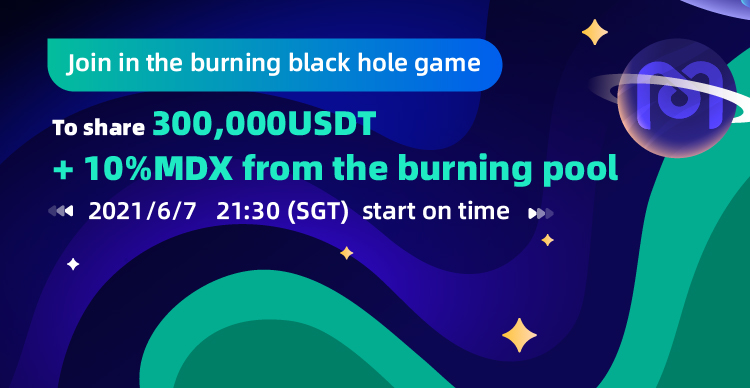 Join in the burning black hole game
To share 300,000USDT
+ 10%MDX from the burning pool
2021/6/7 21:30 (SGT) start on time